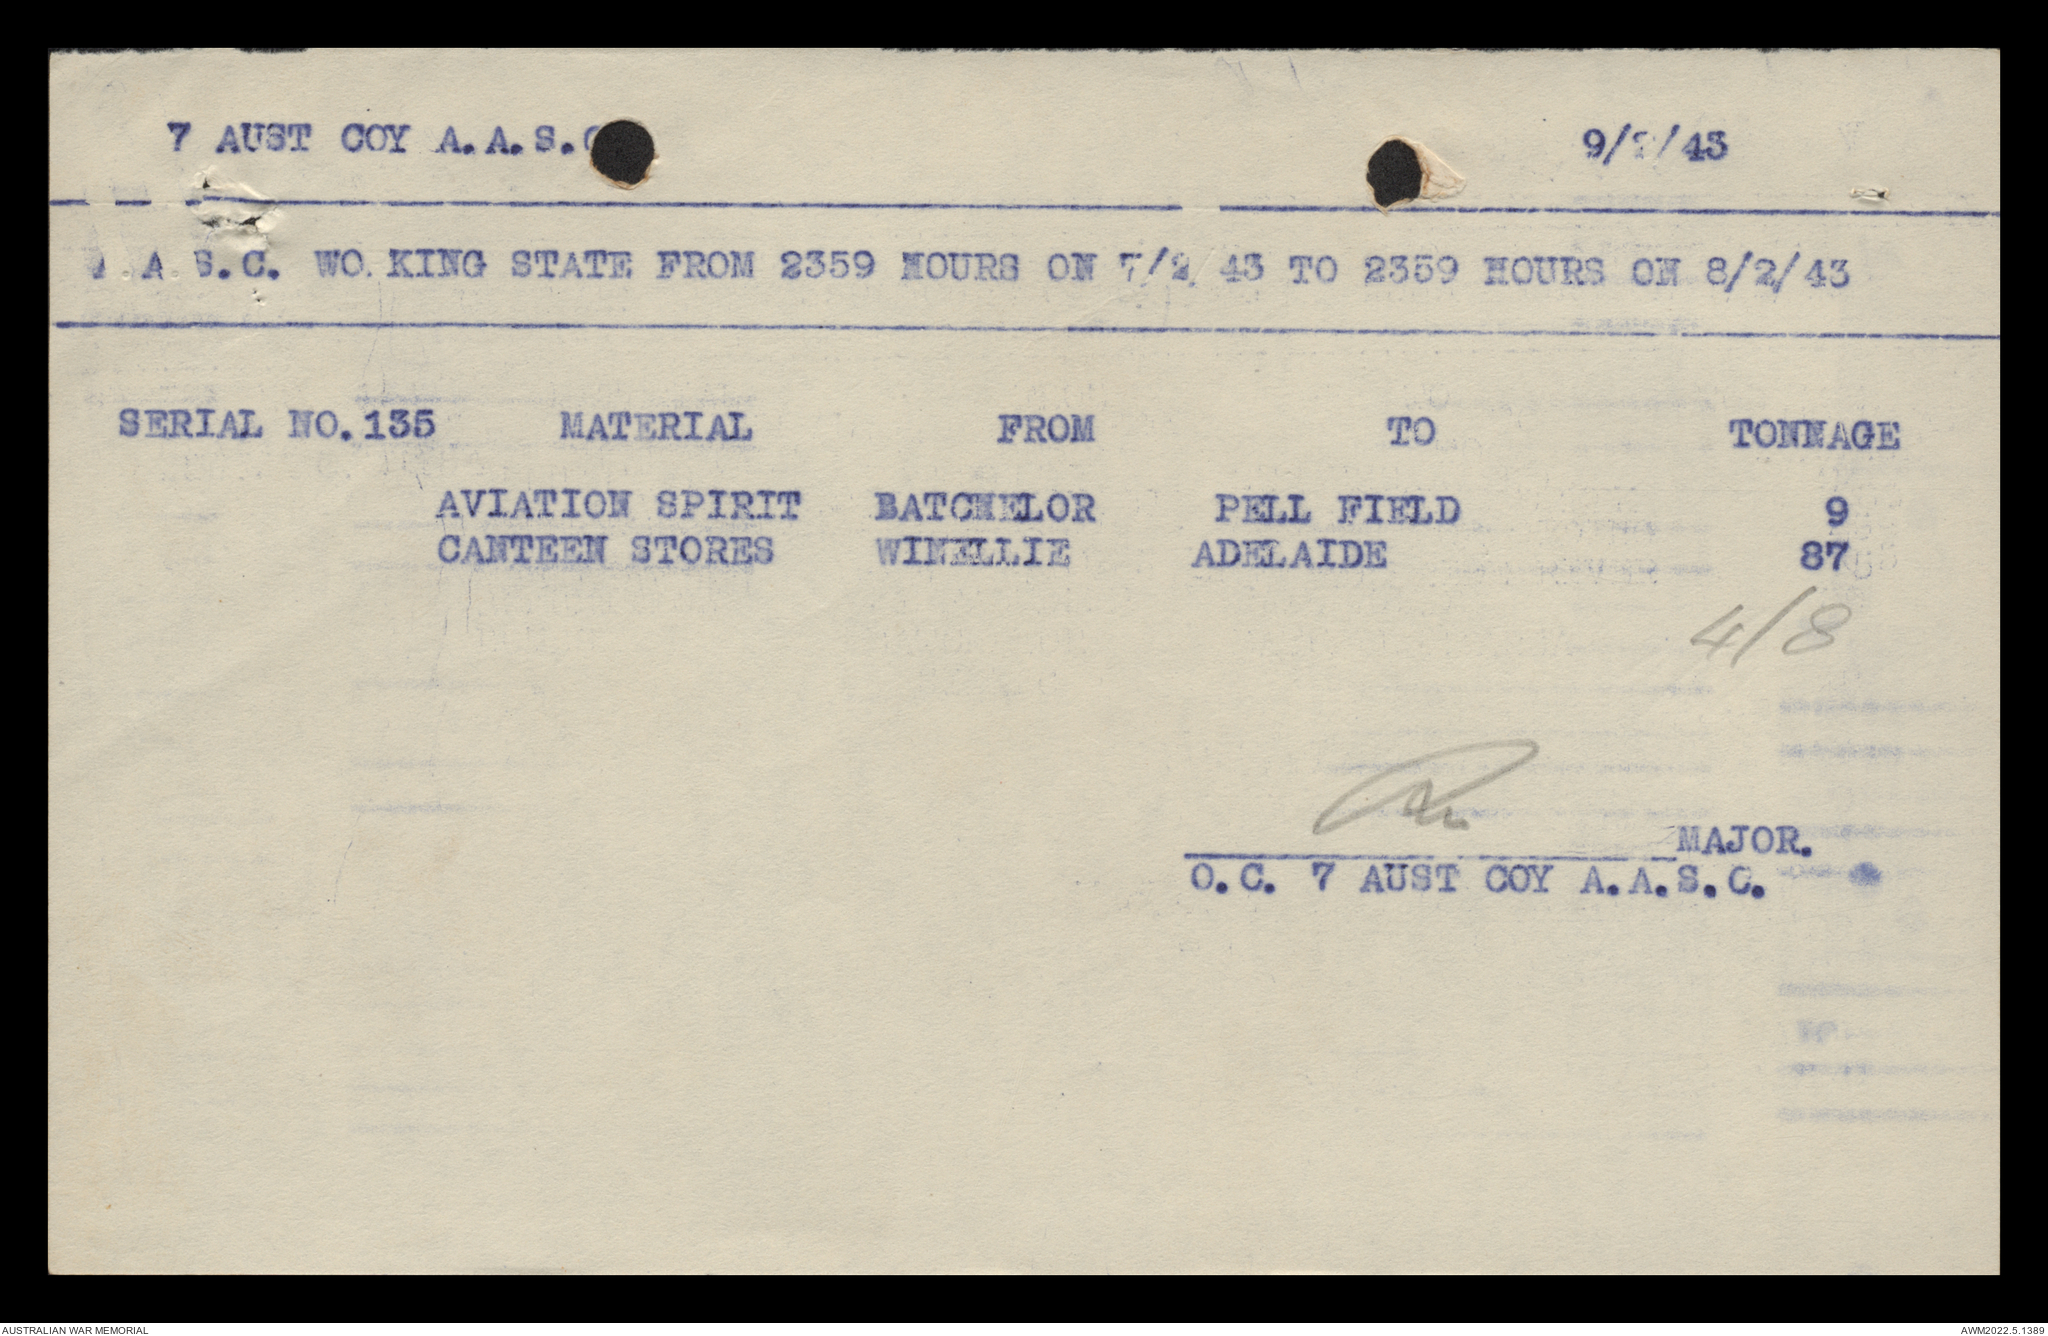 7 AUST COY A.A.S.C 9/2/43
A.S.C. WO KING STATE FROM 2359 HOURS ON 7/2/43 TO 2359 HOURS ON 8/2/43
SERIAL NO.135 MATERIAL FROM TO TONNAGE
AVIATION SPIRIT BATCHELOR PELL FIELD 9
CANTEEN STORES WINELLIE ADELAIDE 87
4/8
MAJOR.
O.C. 7 AUST COY A.A.S.C.
AUSTRALIAN WAR MEMORIAL AWM2022.5.1389